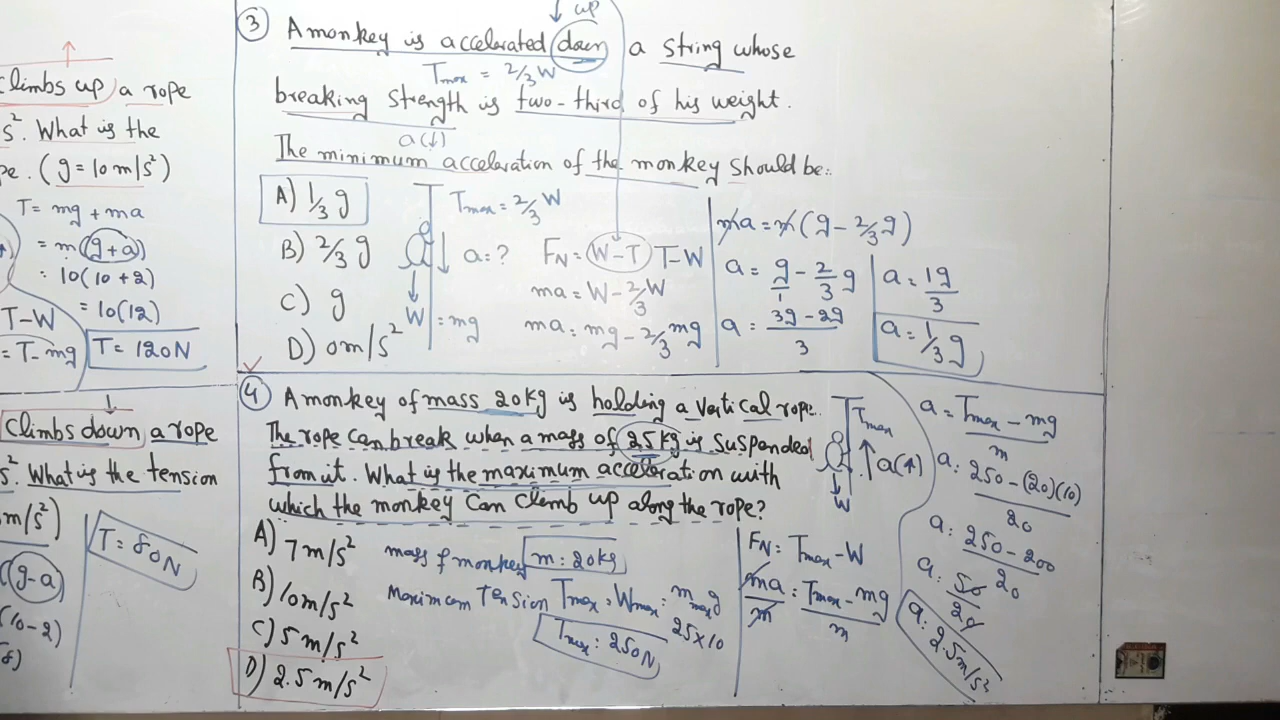 Climbs up a rope
s². What is the
pe. (g = 10 m/s²)
T = mg + ma
= m(g+a)
: 10(10+2)
= 10(12)
T-W
= T-mg
T = 120N
Climbs down a rope
s². What is the tension
m/s²)
T = 80N
(g-a)
(10-2)
8)
up
③ A monkey is accelerated down a string whose
Tmax = 2/3 W
breaking strength is two-third of his weight.
a(↓)
The minimum acceleration of the monkey should be:
A) 1/3 g
B) 2/3 g
C) g
D) 0 m/s²
Tmax = 2/3 W
a = ?
W = mg
FN = W-T T-W
ma = W - 2/3 W
ma = mg - 2/3 mg
ma = m(g - 2/3 g)
a = g/1 - 2/3 g
a = 3g - 2g / 3
a = 1g/3
a = 1/3 g
④ A monkey of mass 20kg is holding a vertical rope.
The rope can break when a mass of 25kg is suspended
from it. What is the maximum acceleration with
which the monkey can climb up along the rope?
A) 7 m/s²
B) 10 m/s²
C) 5 m/s²
D) 2.5 m/s²
mass of monkey m = 20kg
Maximum Tension Tmax = Wmax = mmax g
25 x 10
Tmax = 250N
Tmax
a(↑)
W
FN = Tmax - W
ma/m = Tmax - mg / m
a = Tmax - mg / m
a = 250 - (20)(10) / 20
a = 250 - 200 / 20
a = 50 / 20
a = 2.5 m/s²